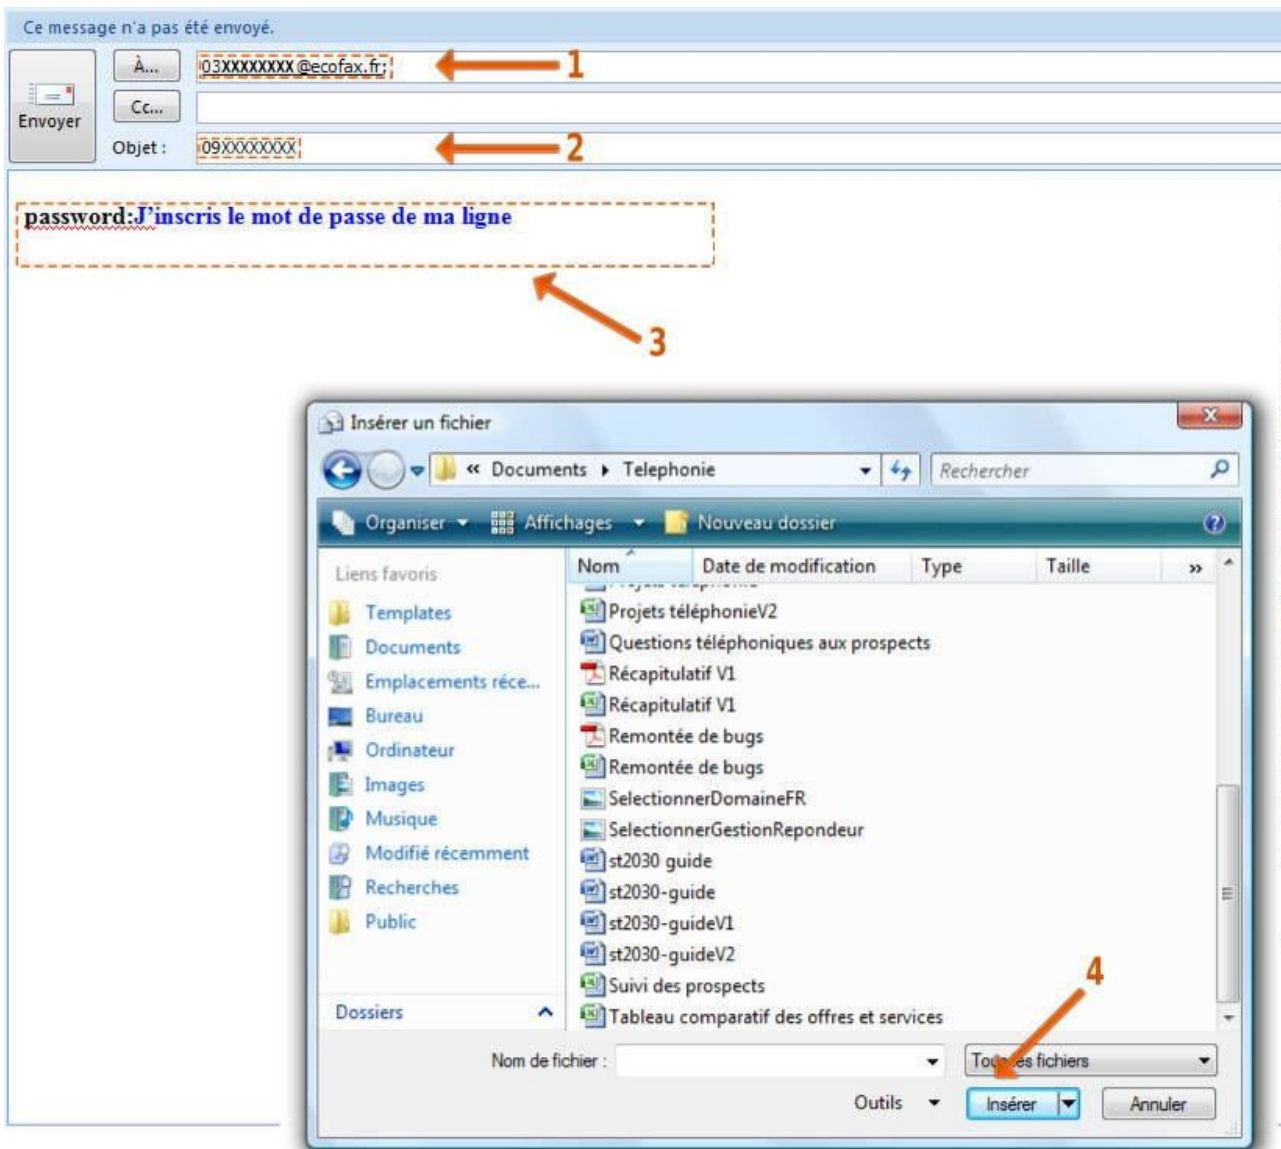 Ce message n'a pas été envoyé.
À...
03XXXXXXXX@ecofax.fr;
1
Envoyer
Cc...
Objet :
09XXXXXXXX
2
password:J'inscris le mot de passe de ma ligne
3
Insérer un fichier
« Documents Telephonie
Rechercher
Organiser
Affichages
Nouveau dossier
Liens favoris
Nom
Date de modification
Type
Taille
»
Templates
Documents
Emplacements réce...
Bureau
Ordinateur
Images
Musique
Modifié récemment
Recherches
Public
Dossiers
Projets téléphonieV2
Questions téléphoniques aux prospects
Récapitulatif V1
Récapitulatif V1
Remontée de bugs
Remontée de bugs
SelectionnerDomaineFR
SelectionnerGestionRepondeur
st2030 guide
st2030-guide
st2030-guideV1
st2030-guideV2
Suivi des prospects
Tableau comparatif des offres et services
4
Nom de fichier :
fichiers
Outils
Insérer
Annuler